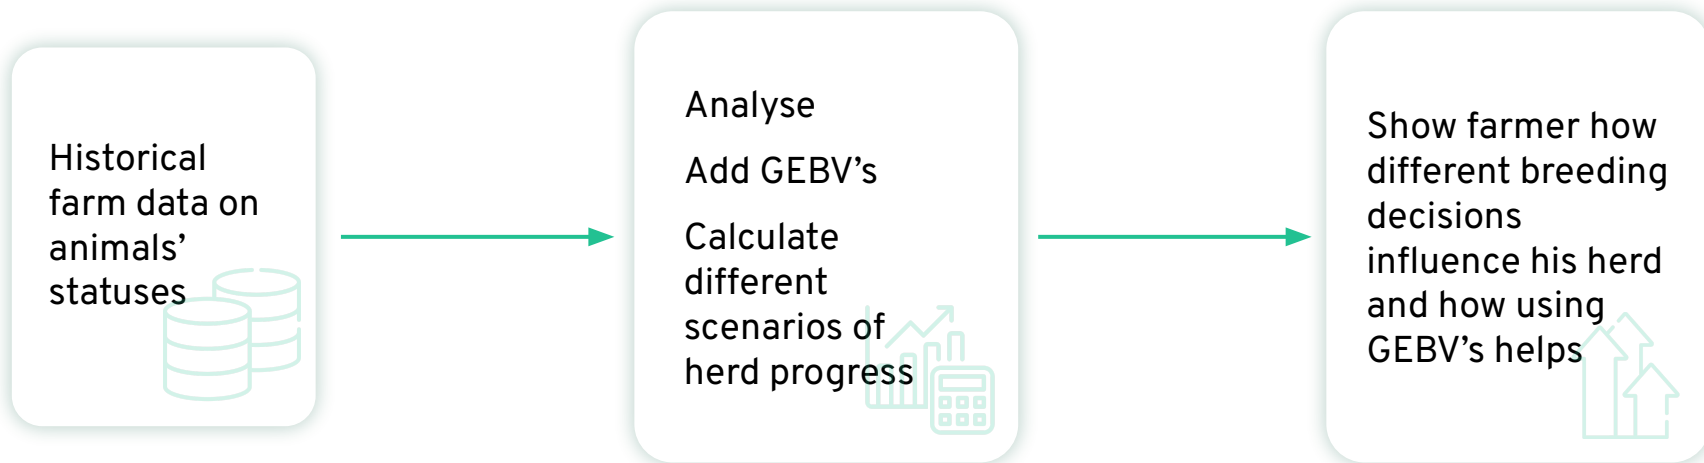 Historical
farm data on
animals’
statuses
Analyse
Add GEBV’s
Calculate
different
scenarios of
herd progress
Show farmer how
different breeding
decisions
influence his herd
and how using
GEBV’s helps